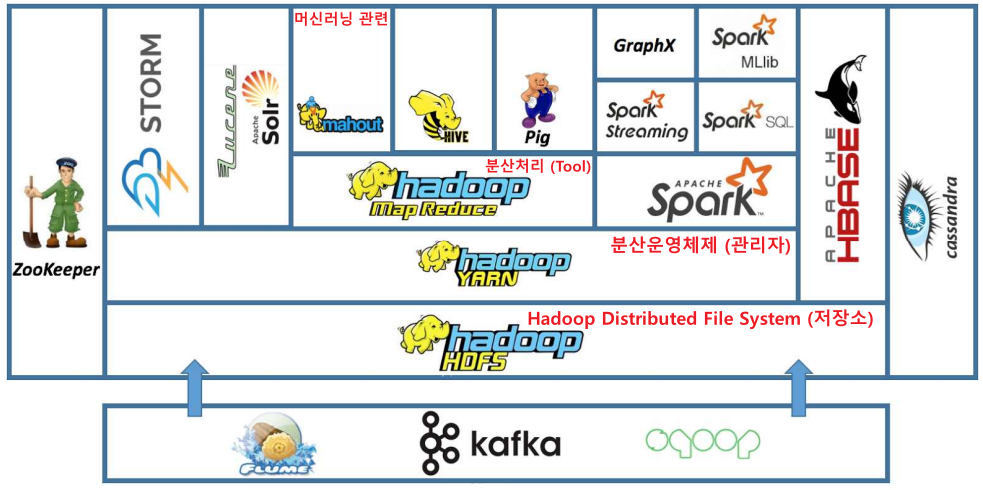 ZooKeeper
STORM
Lucene
Apache
Solr
머신러닝 관련
mahout
HIVE
Pig
GraphX
Spark
MLlib
Spark
Streaming
Spark SQL
분산처리 (Tool)
hadoop
Map Reduce
APACHE
Spark™
APACHE
HBASE
cassandra
분산운영체제 (관리자)
hadoop
YARN
Hadoop Distributed File System (저장소)
hadoop
HDFS
FLUME
kafka
sqoop